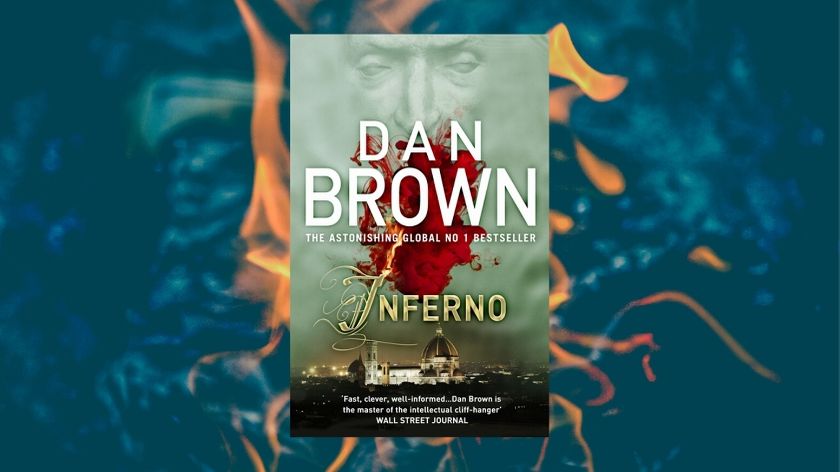 DAN
BROWN
THE ASTONISHING GLOBAL NO 1 BESTSELLER
INFERNO
‘Fast, clever, well-informed...Dan Brown is
the master of the intellectual cliff-hanger’
WALL STREET JOURNAL